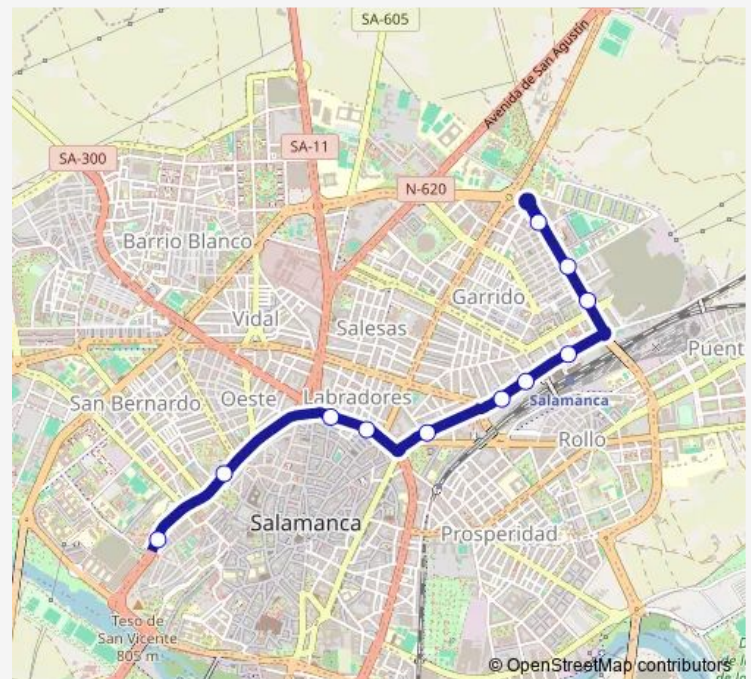 SA-605
Avenida de San Agustín
SA-11
SA-300
N-620
Barrio Blanco
Garrido
Vidal
Salesas
Puent
Oeste
Labradores
San Bernardo
Salamanca
Rollo
Salamanca
Prosperidad
Teso de
San Vicente
805 m
© OpenStreetMap contributors